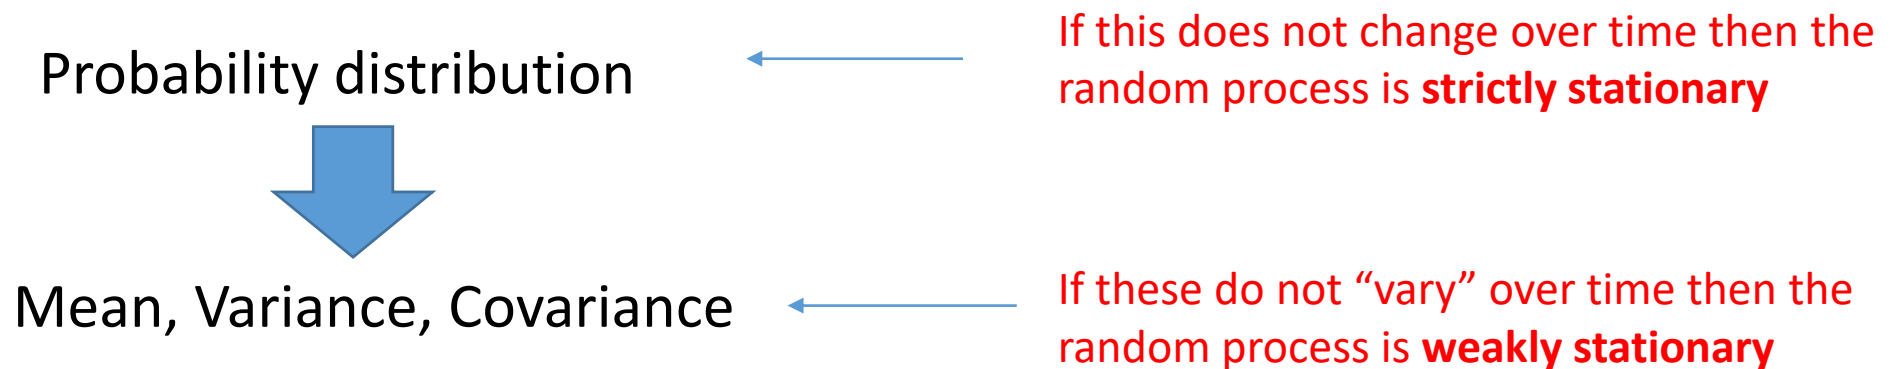 Probability distribution
If this does not change over time then the
random process is strictly stationary
Mean, Variance, Covariance
If these do not “vary” over time then the
random process is weakly stationary